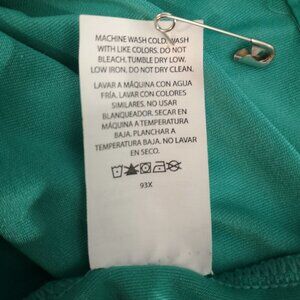 MACHINE WASH COLD. WASH
WITH LIKE COLORS. DO NOT
BLEACH. TUMBLE DRY LOW.
LOW IRON, DO NOT DRY CLEAN.
LAVAR A MÁQUINA CON AGUA
FRÍA. LAVAR CON COLORES
SIMILARES. NO USAR
BLANQUEADOR. SECAR EN
MÁQUINA A TEMPERATURA
BAJA. PLANCHAR A
TEMPERATURA BAJA. NO LAVAR
EN SECO.
93X